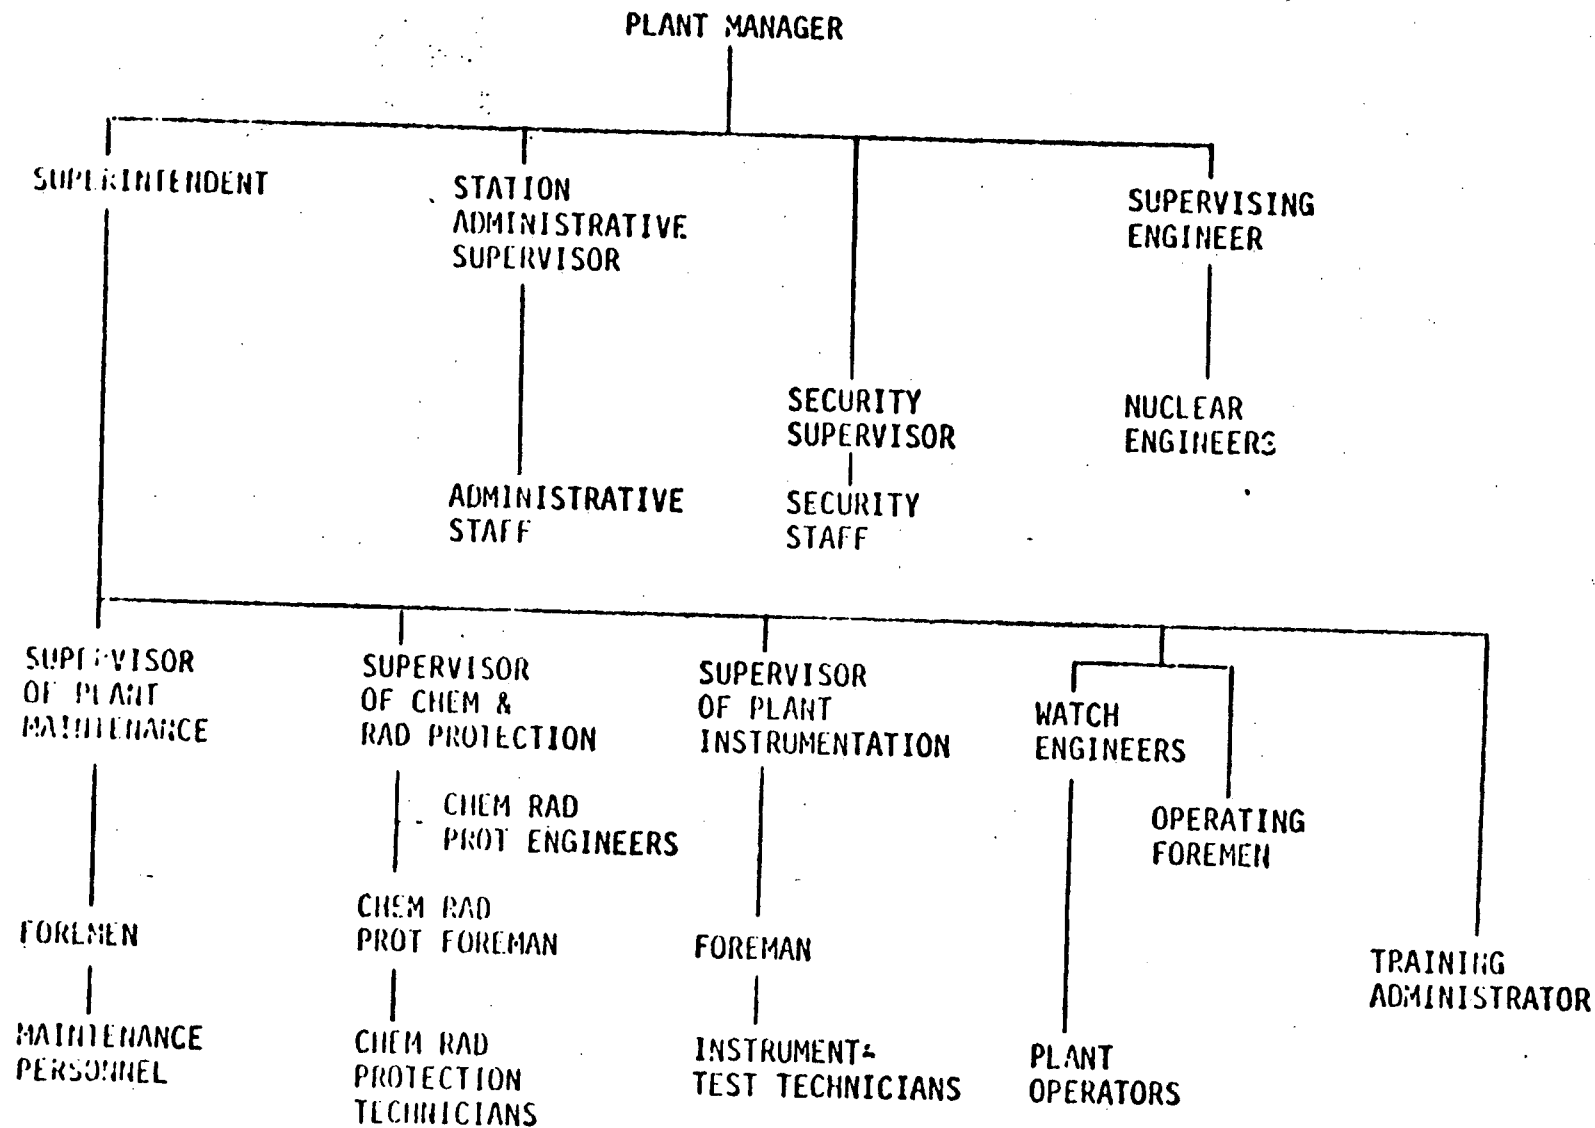 PLANT MANAGER
SUPERINTENDENT
STATION
ADMINISTRATIVE
SUPERVISOR
SUPERVISING
ENGINEER
SECURITY
SUPERVISOR
NUCLEAR
ENGINEERS
ADMINISTRATIVE
STAFF
SECURITY
STAFF
SUPERVISOR
OF PLANT
MAINTENANCE
SUPERVISOR
OF CHEM &
RAD PROTECTION
SUPERVISOR
OF PLANT
INSTRUMENTATION
WATCH
ENGINEERS
CHEM RAD
PROT ENGINEERS
OPERATING
FOREMEN
FOREMEN
CHEM RAD
PROT FOREMAN
FOREMAN
TRAINING
ADMINISTRATOR
MAINTENANCE
PERSONNEL
CHEM RAD
PROTECTION
TECHNICIANS
INSTRUMENT&
TEST TECHNICIANS
PLANT
OPERATORS